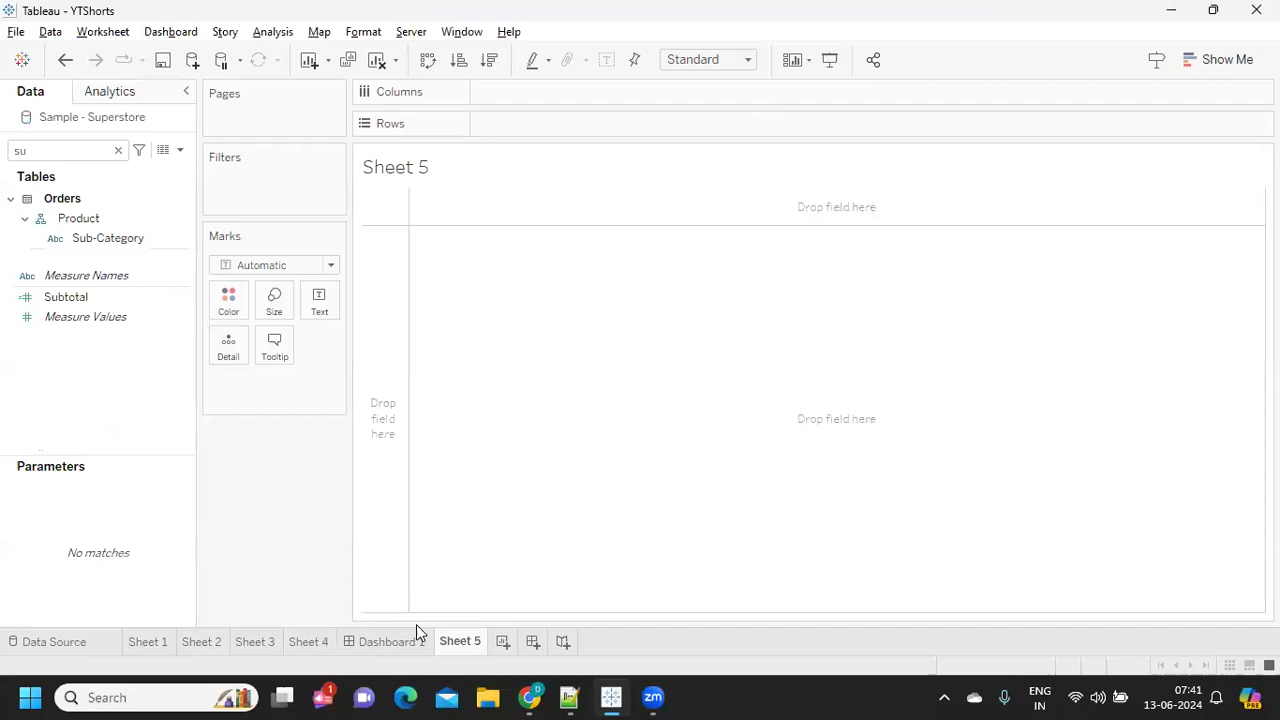 Tableau - YTShorts
File Data Worksheet Dashboard Story Analysis Map Format Server Window Help
Standard
Show Me
Data
Analytics
Pages
Columns
Sample - Superstore
Rows
su
Filters
Sheet 5
Tables
Orders
Drop field here
Product
Marks
Abc Sub-Category
Automatic
Abc Measure Names
Subtotal
Color
Size
Text
Measure Values
Detail
Tooltip
Drop
field
here
Drop field here
Parameters
No matches
Data Source
Sheet 1
Sheet 2
Sheet 3
Sheet 4
Dashboard 1
Sheet 5
Search
1
D
zm
ENG
IN
07:41
13-06-2024
PRE